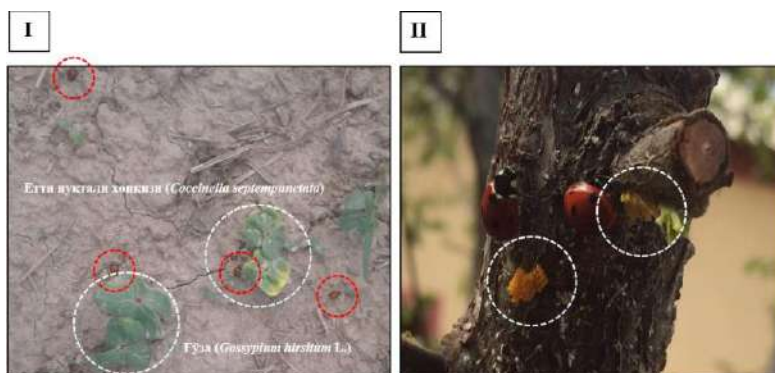 I
II
Етти нуқтали хонқизи (Coccinella septempunctata)
Ғўза (Gossypium hirsitum L.)